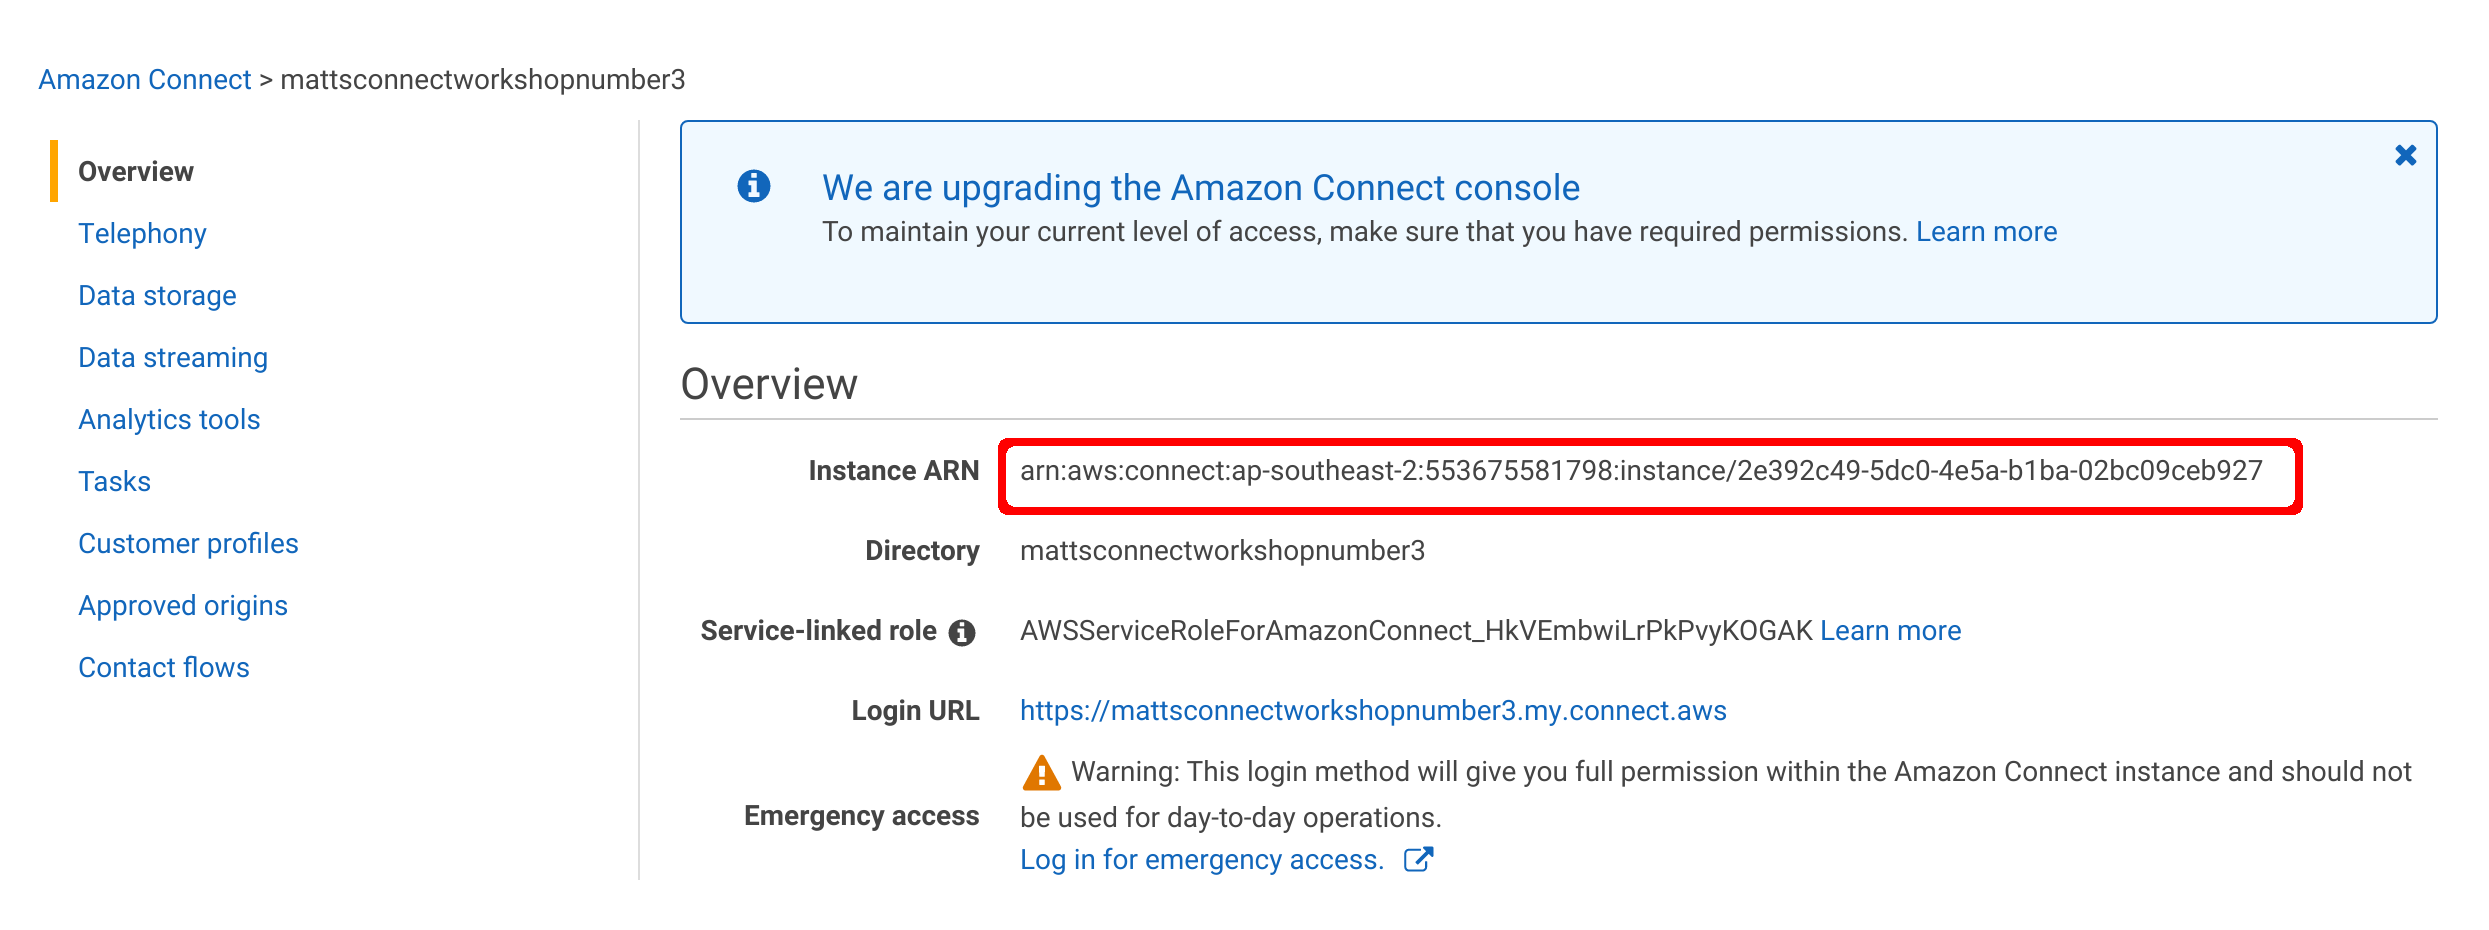 Amazon Connect > mattsconnectworkshopnumber3
Overview
Telephony
Data storage
Data streaming
Analytics tools
Tasks
Customer profiles
Approved origins
Contact flows
We are upgrading the Amazon Connect console
To maintain your current level of access, make sure that you have required permissions. Learn more
Overview
Instance ARN arn:aws:connect:ap-southeast-2:553675581798:instance/2e392c49-5dc0-4e5a-b1ba-02bc09ceb927
Directory mattsconnectworkshopnumber3
Service-linked role AWSServiceRoleForAmazonConnect_HkVEmbwiLrPkPvyKOGAK Learn more
Login URL https://mattsconnectworkshopnumber3.my.connect.aws
Warning: This login method will give you full permission within the Amazon Connect instance and should not
Emergency access be used for day-to-day operations.
Log in for emergency access.